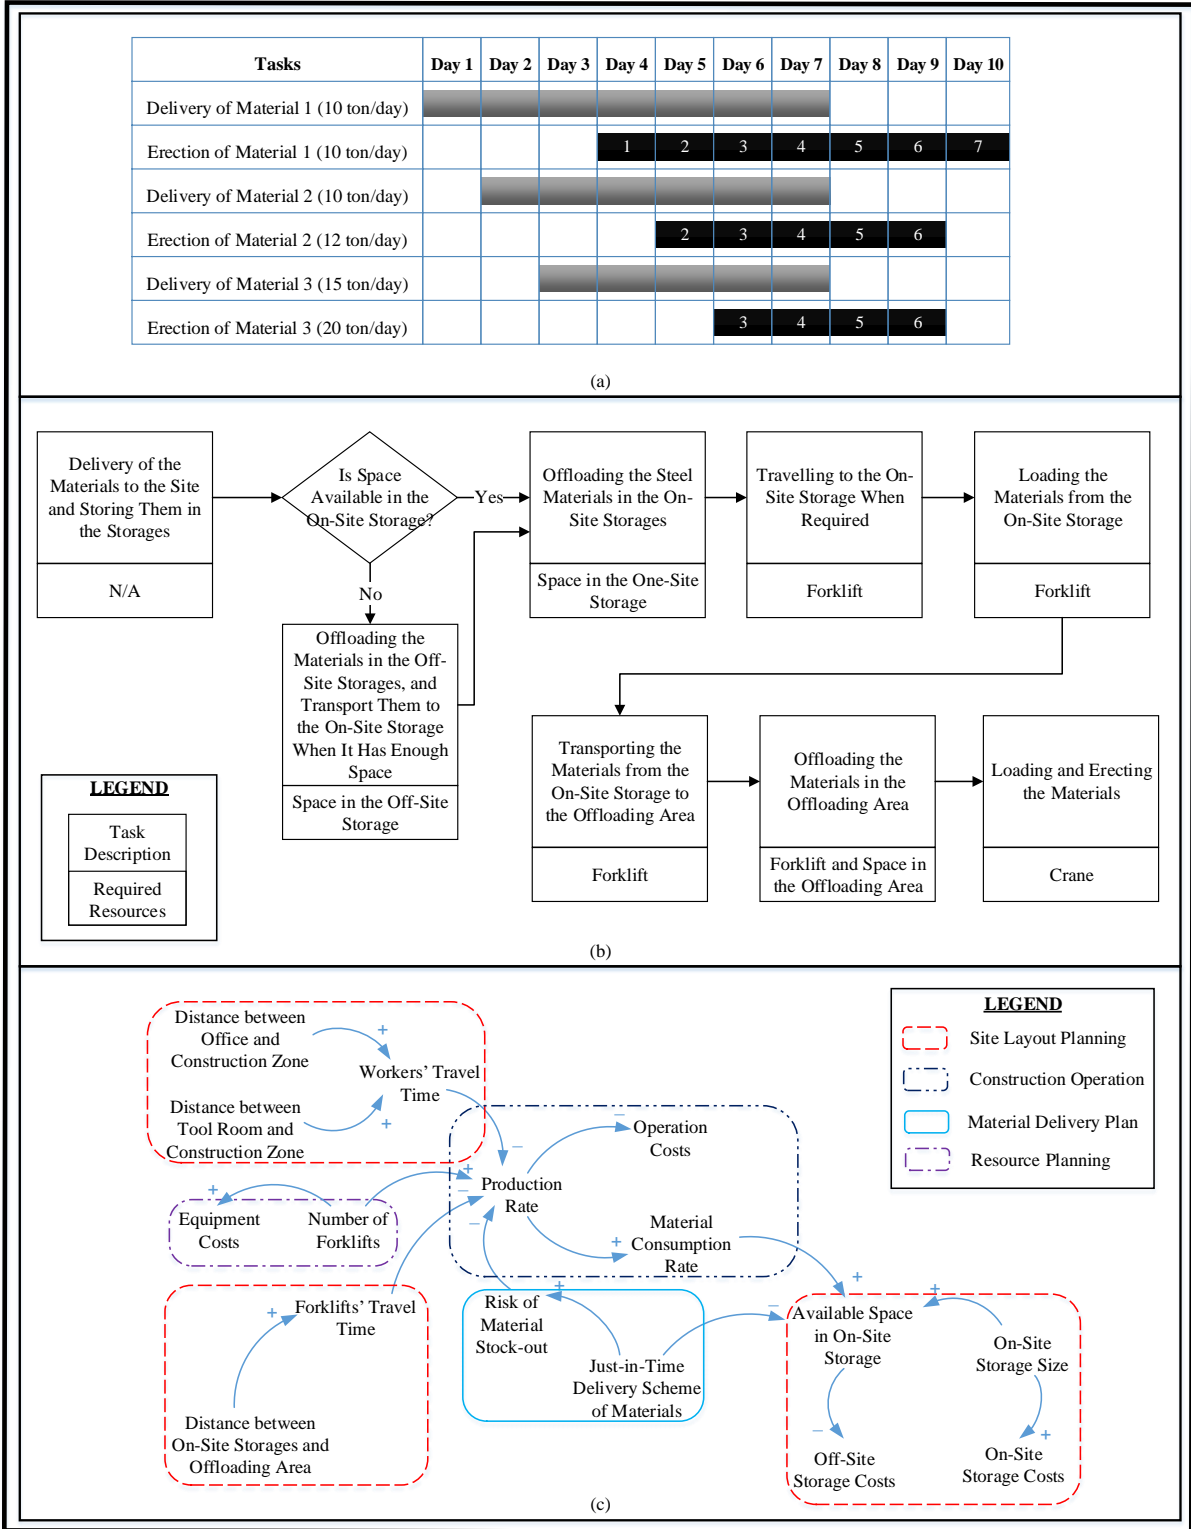 Tasks Day 1 Day 2 Day 3 Day 4 Day 5 Day 6 Day 7 Day 8 Day 9 Day 10
Delivery of Material 1 (10 ton/day)
Erection of Material 1 (10 ton/day) 1 2 3 4 5 6 7
Delivery of Material 2 (10 ton/day)
Erection of Material 2 (12 ton/day) 2 3 4 5 6
Delivery of Material 3 (15 ton/day)
Erection of Material 3 (20 ton/day) 3 4 5 6
(a)
Delivery of the
Materials to the Site
and Storing Them in
the Storages
N/A
Is Space
Available in the
On-Site Storage?
Yes
No
Offloading the
Materials in the Off-
Site Storages, and
Transport Them to
the On-Site Storage
When It Has Enough
Space
Space in the Off-Site
Storage
Offloading the Steel
Materials in the On-
Site Storages
Space in the One-Site
Storage
Travelling to the On-
Site Storage When
Required
Forklift
Loading the
Materials from the
On-Site Storage
Forklift
Transporting the
Materials from the
On-Site Storage to
the Offloading Area
Forklift
Offloading the
Materials in the
Offloading Area
Forklift and Space in
the Offloading Area
Loading and Erecting
the Materials
Crane
LEGEND
Task
Description
Required
Resources
(b)
Distance between
Office and
Construction Zone
+
Workers' Travel
Time
Distance between
Tool Room and
Construction Zone
+
−
Operation
Costs
−
Production
Rate
+
−
−
+
Equipment
Costs
Number of
Forklifts
Material
Consumption
Rate
+
+
Forklifts' Travel
Time
+
Distance between
On-Site Storages and
Offloading Area
Risk of
Material
Stock-out
+
Just-in-Time
Delivery Scheme
of Materials
−
Available Space
in On-Site
Storage
+
+
On-Site
Storage Size
−
Off-Site
Storage Costs
+
On-Site
Storage Costs
LEGEND
Site Layout Planning
Construction Operation
Material Delivery Plan
Resource Planning
(c)